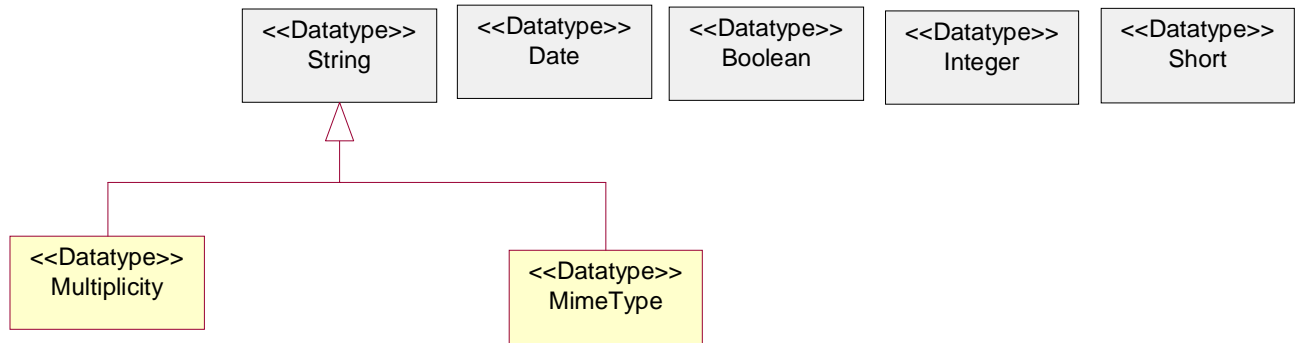 <<Datatype>>
String
<<Datatype>>
Date
<<Datatype>>
Boolean
<<Datatype>>
Integer
<<Datatype>>
Short
<<Datatype>>
Multiplicity
<<Datatype>>
MimeType